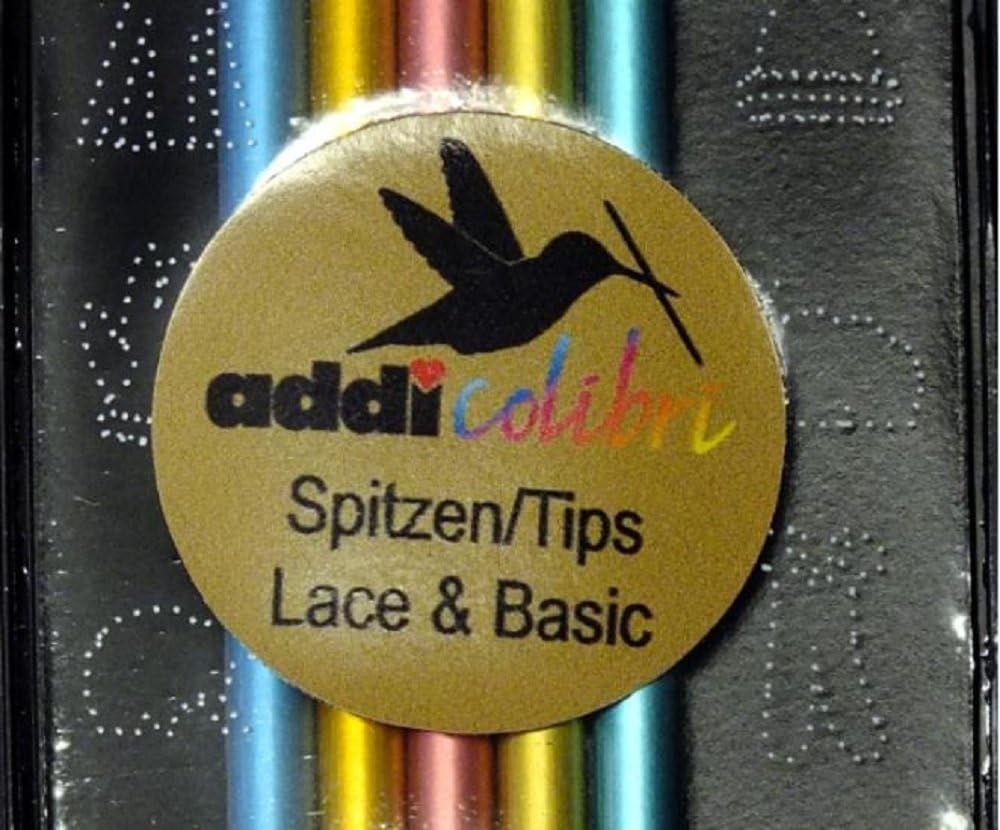 addi colibri
Spitzen/Tips
Lace & Basic